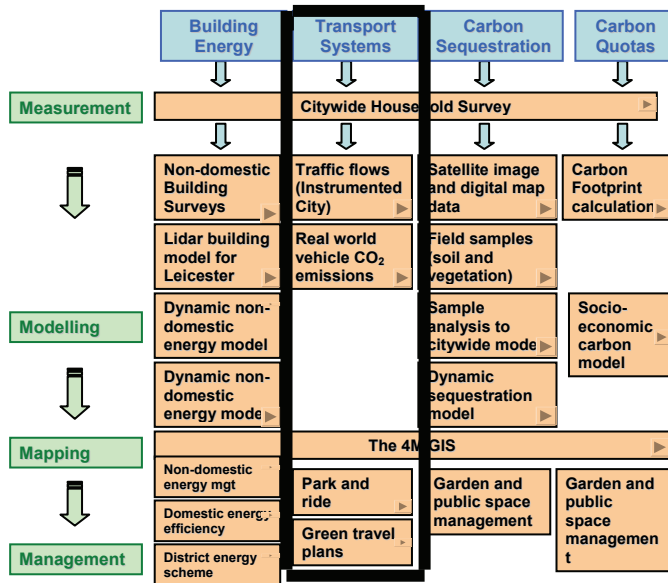 Building
Energy
Transport
Systems
Carbon
Sequestration
Carbon
Quotas
Measurement
Citywide Household Survey
Non-domestic
Building
Surveys
Traffic flows
(Instrumented
City)
Satellite image
and digital map
data
Carbon
Footprint
calculation
Lidar building
model for
Leicester
Real world
vehicle CO₂
emissions
Field samples
(soil and
vegetation)
Modelling
Dynamic non-
domestic
energy model
Sample
analysis to
citywide model
Socio-
economic
carbon
model
Dynamic non-
domestic
energy model
Dynamic
sequestration
model
Mapping
The 4M GIS
Non-domestic
energy mgt
Park and
ride
Garden and
public space
management
Garden and
public
space
managemen
t
Domestic energy
efficiency
Green travel
plans
Management
District energy
scheme